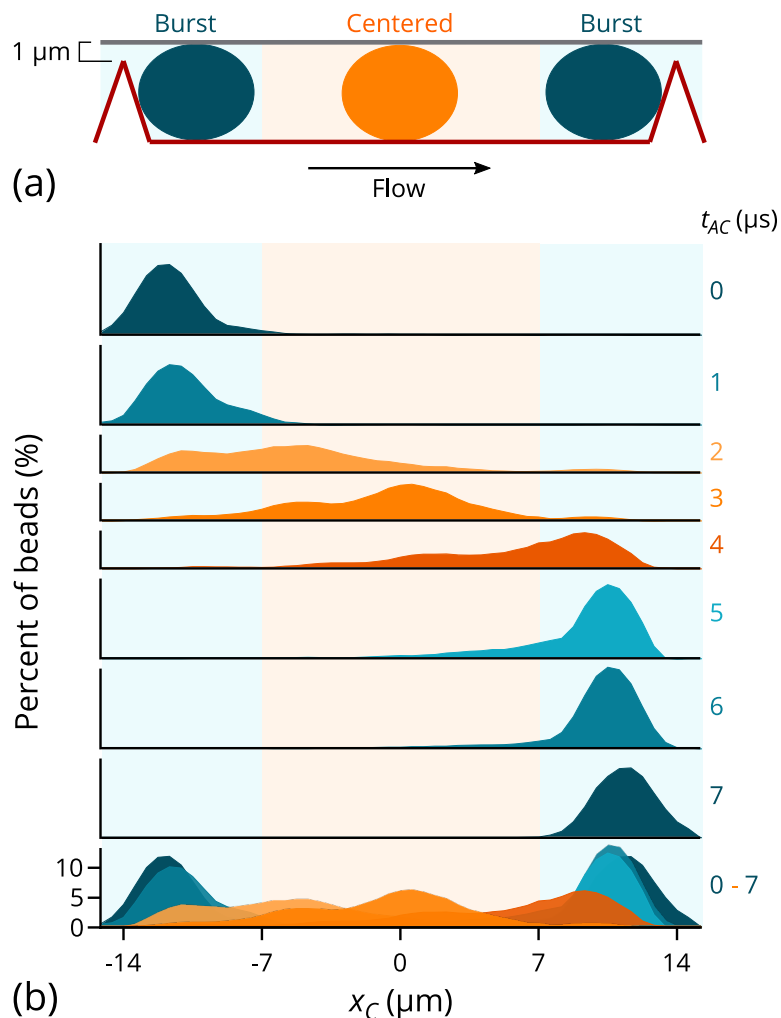 Burst Centered Burst
1 μm
(a)
Flow
t_AC (μs)
0
1
2
3
4
5
6
7
0 - 7
Percent of beads (%)
10
5
0
-14 -7 0 7 14
(b)
x_C (μm)